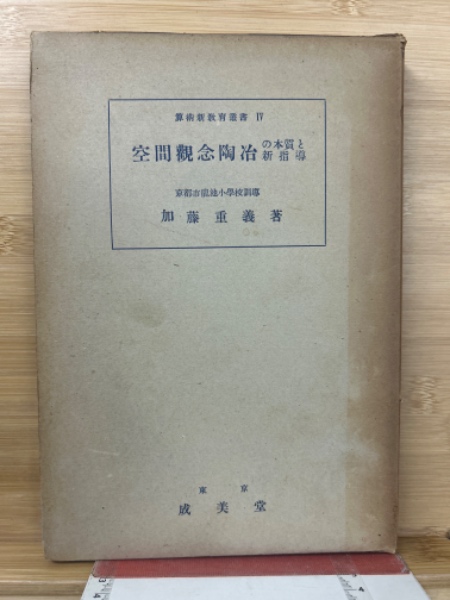 算術新教育叢書 IV
空間觀念陶冶の本質と新指導
京都市龍池小學校訓導
加藤重義著
東京
成美堂